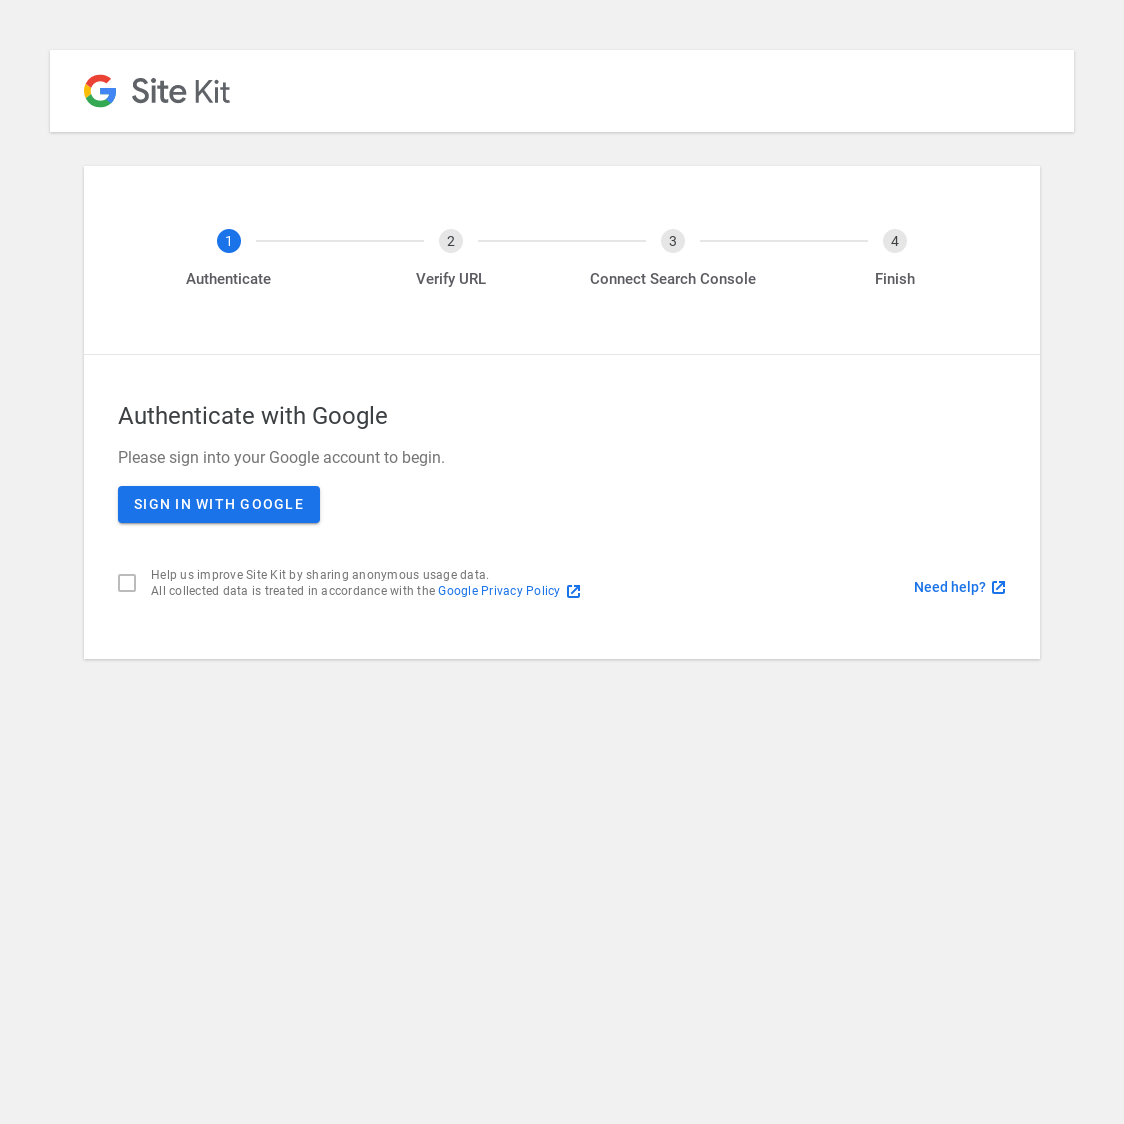 G Site Kit
1 2 3 4
Authenticate Verify URL Connect Search Console Finish
Authenticate with Google
Please sign into your Google account to begin.
SIGN IN WITH GOOGLE
Help us improve Site Kit by sharing anonymous usage data.
All collected data is treated in accordance with the Google Privacy Policy
Need help?